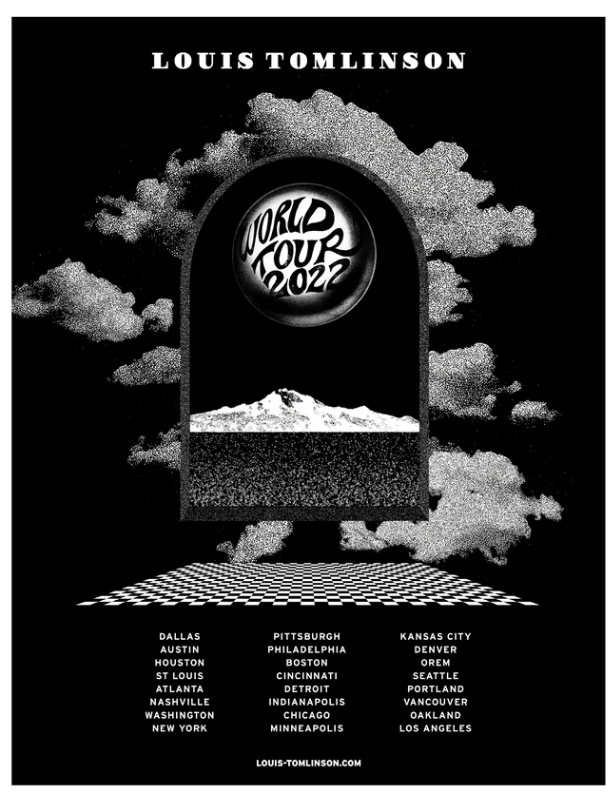 LOUIS TOMLINSON
WORLD
TOUR
2022
DALLAS
AUSTIN
HOUSTON
ST LOUIS
ATLANTA
NASHVILLE
WASHINGTON
NEW YORK
PITTSBURGH
PHILADELPHIA
BOSTON
CINCINNATI
DETROIT
INDIANAPOLIS
CHICAGO
MINNEAPOLIS
KANSAS CITY
DENVER
OREM
SEATTLE
PORTLAND
VANCOUVER
OAKLAND
LOS ANGELES
LOUIS-TOMLINSON.COM